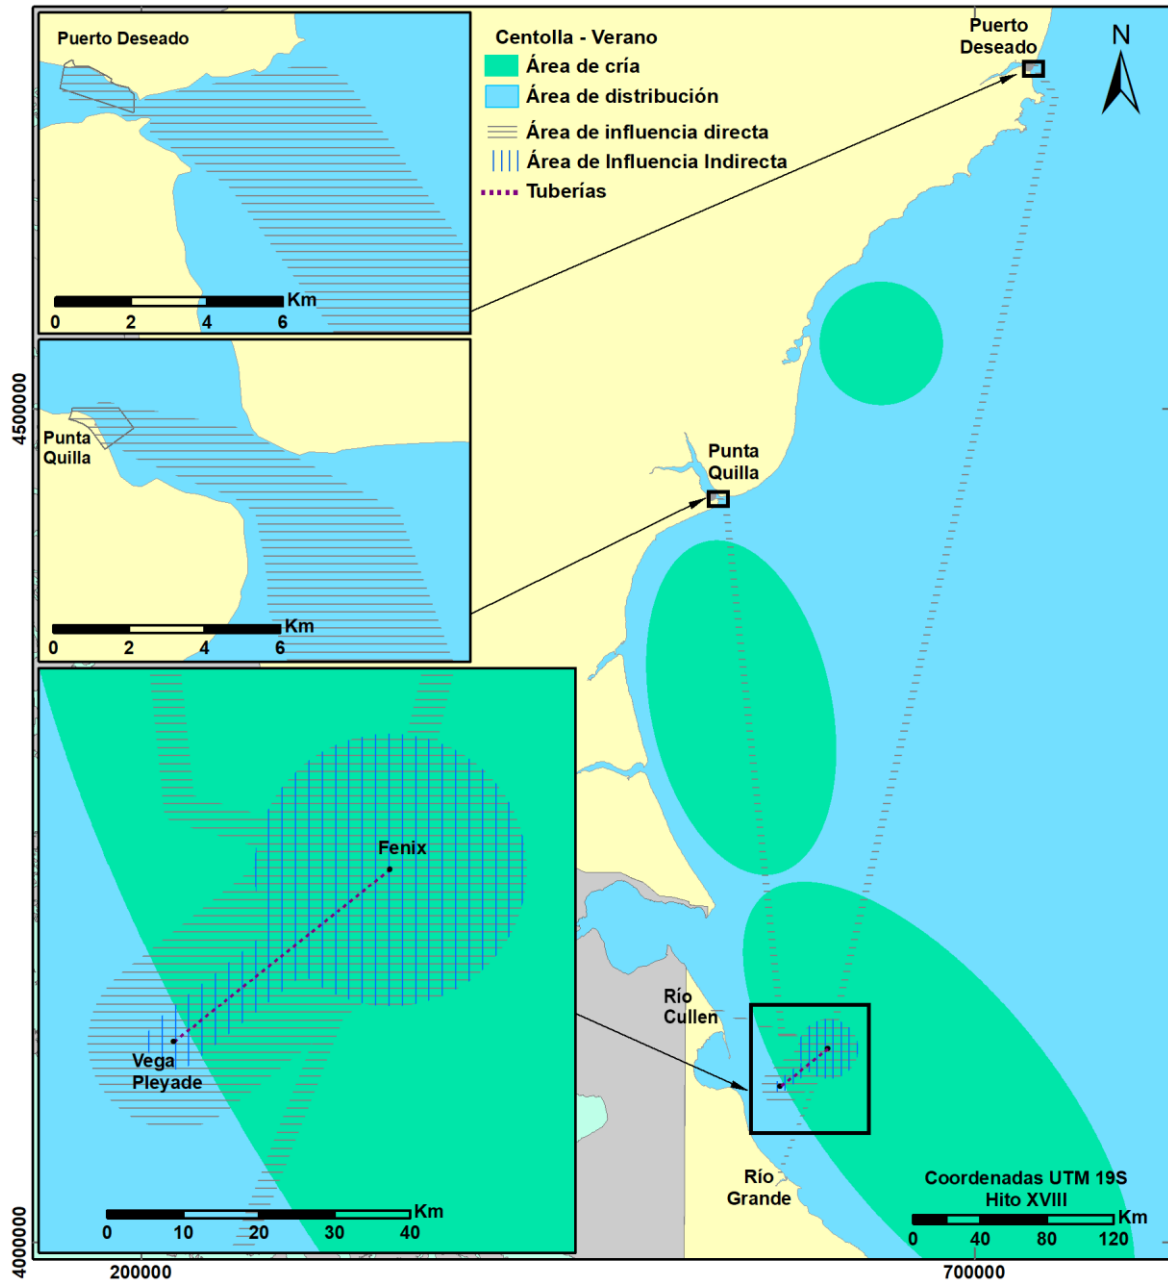 Puerto Deseado
Km
0 2 4 6
Punta
Quilla
Km
0 2 4 6
Fenix
Vega
Pleyade
Km
0 10 20 30 40
Centolla - Verano
Área de cría
Área de distribución
Área de influencia directa
Área de Influencia Indirecta
Tuberías
Puerto
Deseado
N
Punta
Quilla
Río
Cullen
Río
Grande
Coordenadas UTM 19S
Hito XVIII
Km
0 40 80 120
4500000
4000000
200000
700000